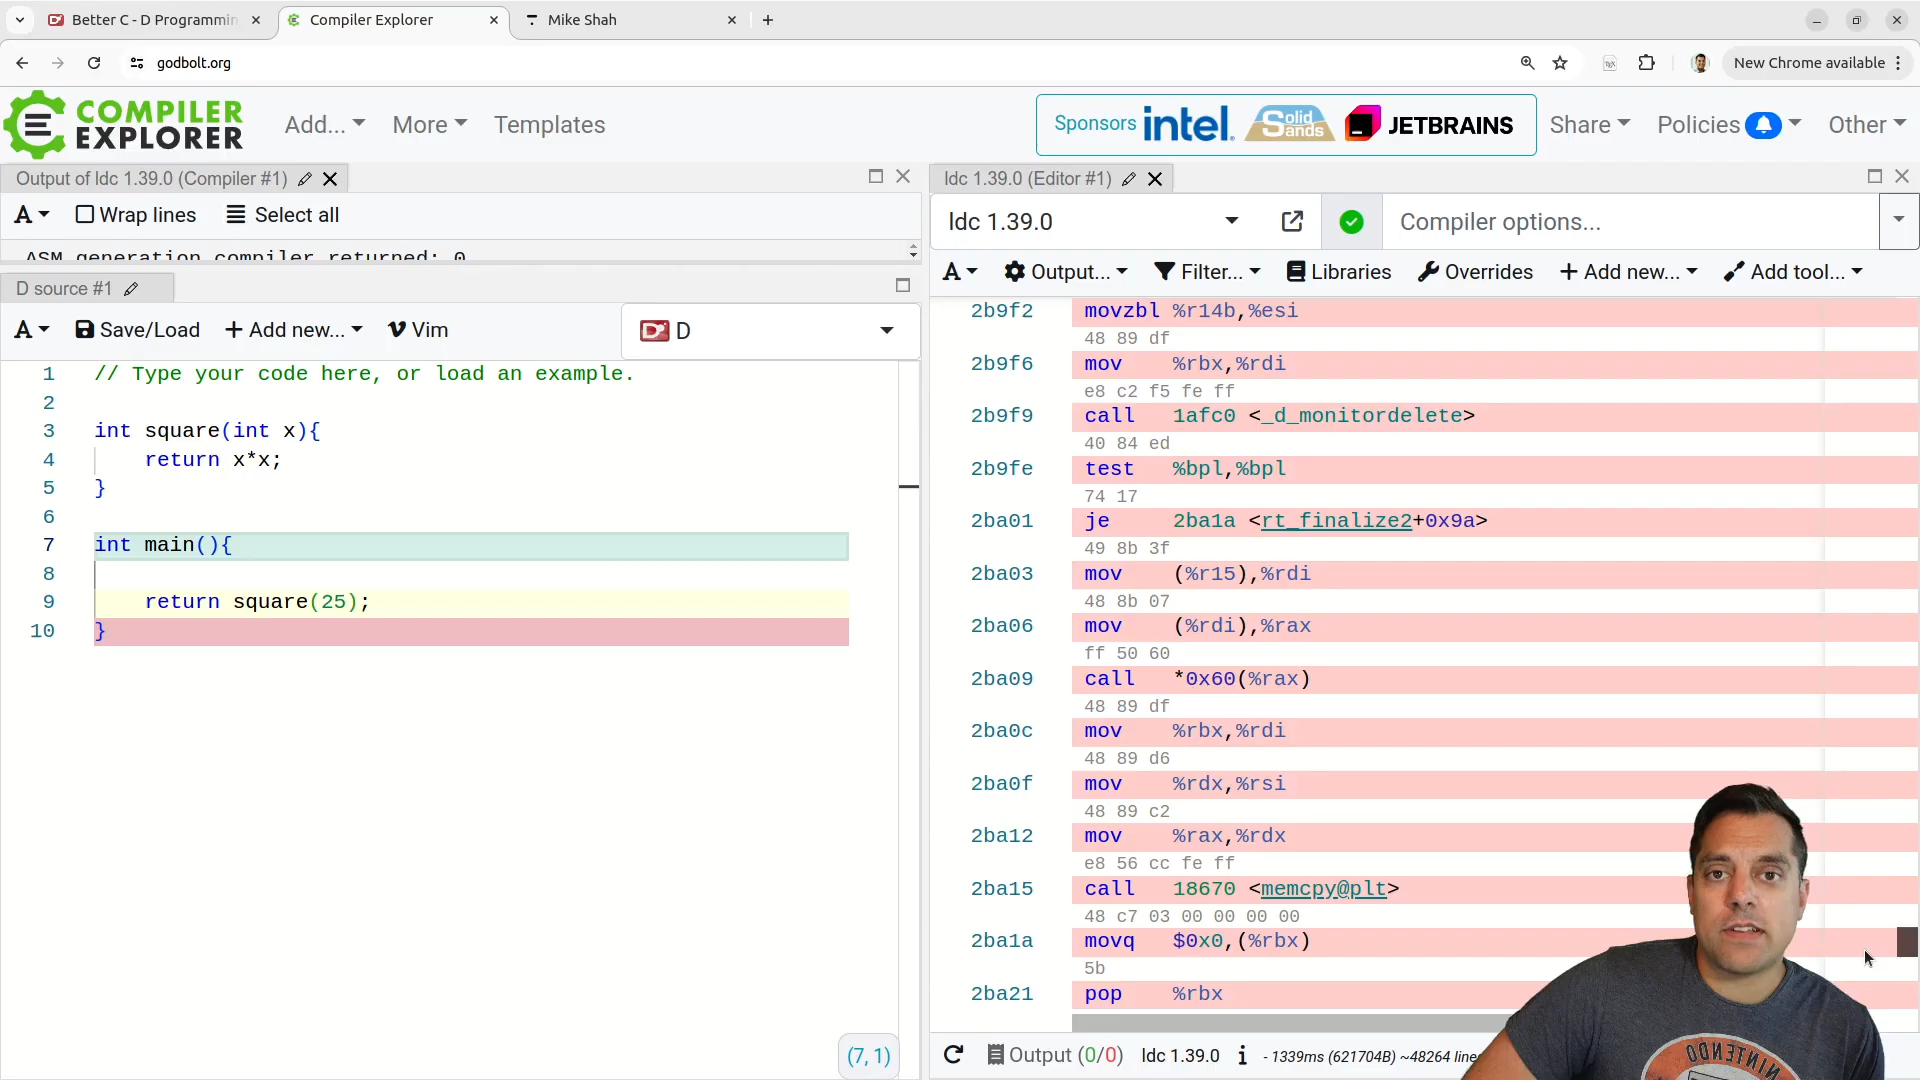 Better C - D Programmin
Compiler Explorer
Mike Shah
godbolt.org
New Chrome available
COMPILER
EXPLORER
Add...
More
Templates
Sponsors
intel.
Solid
Sands
JETBRAINS
Share
Policies
Other
Output of ldc 1.39.0 (Compiler #1)
A
Wrap lines
Select all
ASM generation compiler returned: 0
D source #1
A
Save/Load
+ Add new...
Vim
D
1 // Type your code here, or load an example.
2
3 int square(int x){
4 return x*x;
5 }
6
7 int main(){
8
9 return square(25);
10 }
(7, 1)
ldc 1.39.0 (Editor #1)
ldc 1.39.0
Compiler options...
A
Output...
Filter...
Libraries
Overrides
+ Add new...
Add tool...
2b9f2 movzbl %r14b,%esi
48 89 df
2b9f6 mov %rbx,%rdi
e8 c2 f5 fe ff
2b9f9 call 1afc0 <_d_monitordelete>
40 84 ed
2b9fe test %bpl,%bpl
74 17
2ba01 je 2ba1a <rt_finalize2+0x9a>
49 8b 3f
2ba03 mov (%r15),%rdi
48 8b 07
2ba06 mov (%rdi),%rax
ff 50 60
2ba09 call *0x60(%rax)
48 89 df
2ba0c mov %rbx,%rdi
48 89 d6
2ba0f mov %rdx,%rsi
48 89 c2
2ba12 mov %rax,%rdx
e8 56 cc fe ff
2ba15 call 18670 <memcpy@plt>
48 c7 03 00 00 00 00
2ba1a movq $0x0,(%rbx)
5b
2ba21 pop %rbx
Output (0/0)
ldc 1.39.0
i
- 1339ms (621704B) ~48264 lines
NINTENDO